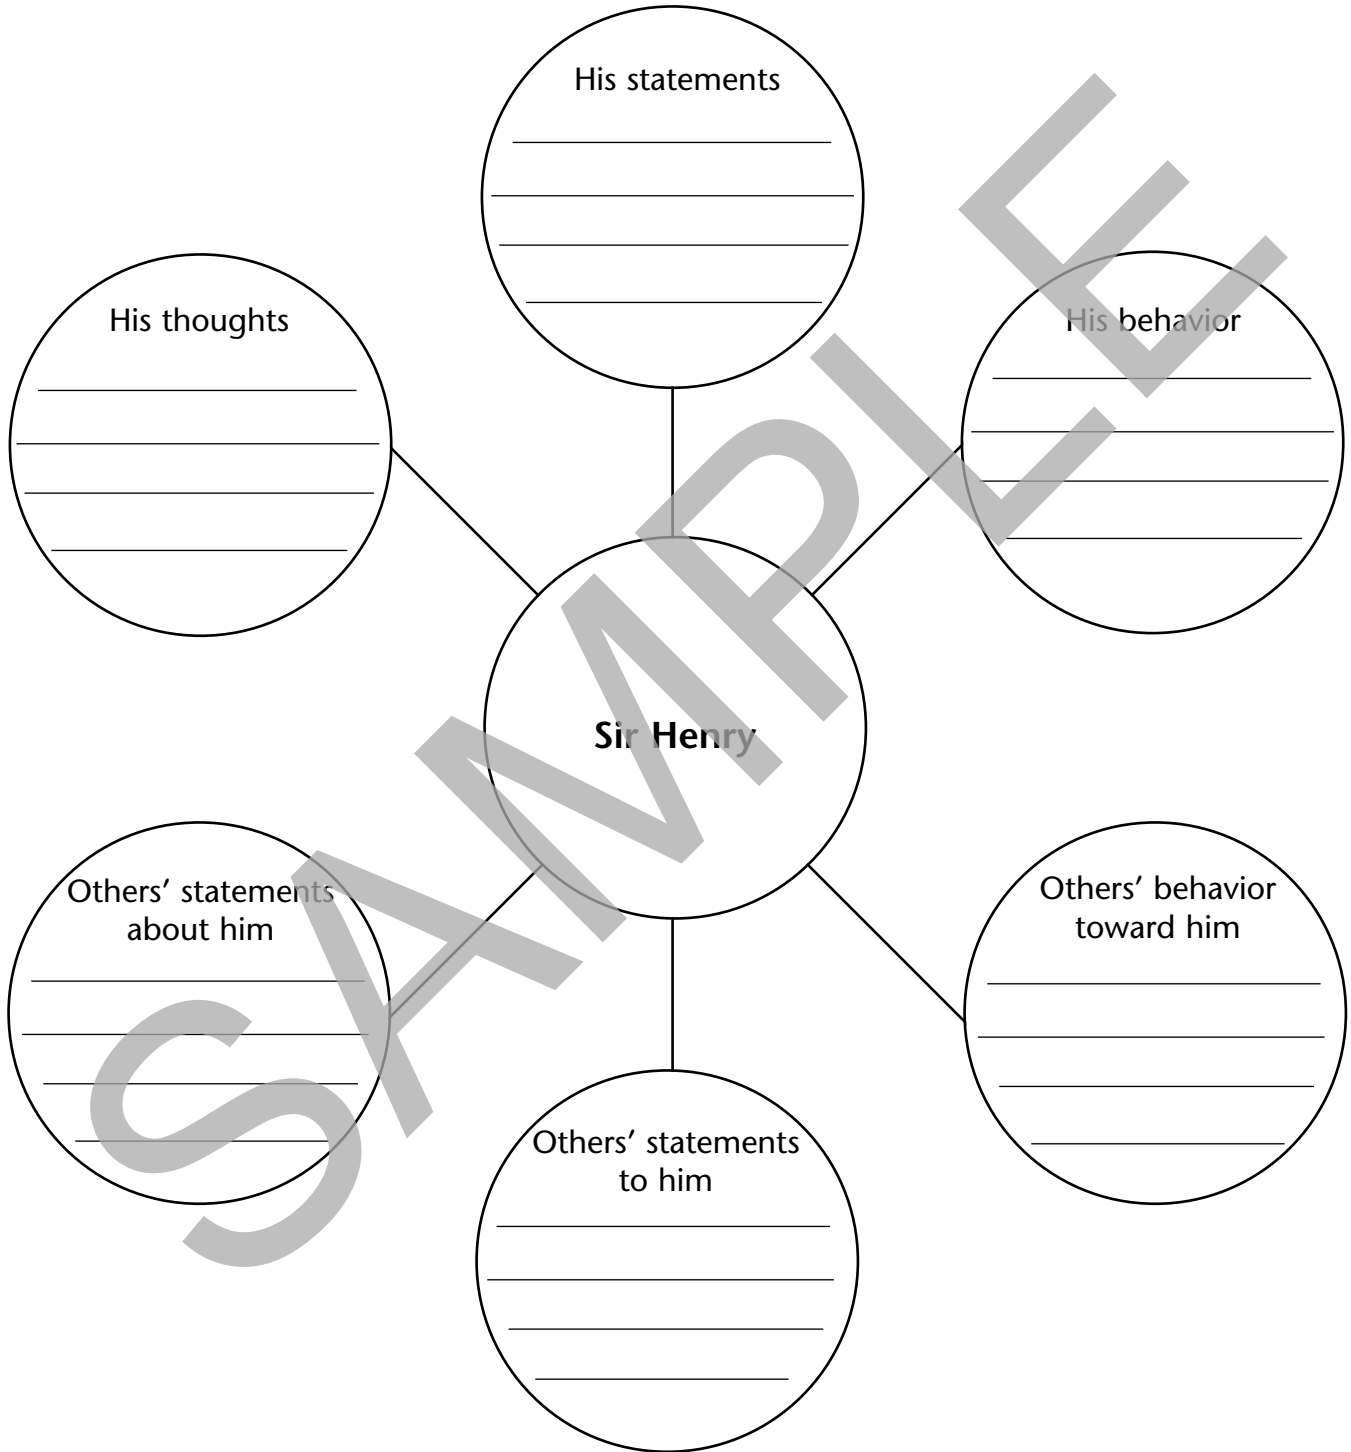 His statements
His thoughts
His behavior
Sir Henry
Others’ statements
about him
Others’ behavior
toward him
Others’ statements
to him
SAMPLE